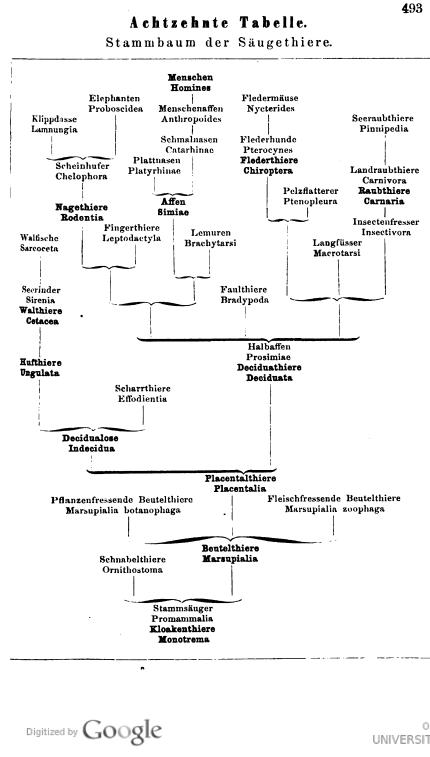 493
Achtzehnte Tabelle.
Stammbaum der Säugethiere.
Menschen
Homines
Elephanten
Proboscidea
Menschenaffen
Anthropoides
Fledermäuse
Nycterides
Klippdasse
Lamnungia
Schmalnasen
Catarhinae
Flederhunde
Pterocynes
Flederthiere
Chiroptera
Seeraubthiere
Pinnipedia
Scheinhufer
Chelophora
Plattnasen
Platyrhinae
Landraubthiere
Carnivora
Raubthiere
Carnaria
Nagethiere
Rodentia
Affen
Simiae
Pelzflatterer
Ptenopleura
Fingerthiere
Leptodactyla
Lemuren
Brachytarsi
Insectenfresser
Insectivora
Walfische
Sarcoceta
Langfüsser
Macrotarsi
Seerinder
Sirenia
Walthiere
Cetacea
Faulthiere
Bradypoda
Hufthiere
Ungulata
Halbaffen
Prosimiae
Deciduathiere
Deciduata
Scharrthiere
Effodientia
Decidualose
Indecidua
Placentalthiere
Placentalia
Pflanzenfressende Beutelthiere
Marsupialia botanophaga
Fleischfressende Beutelthiere
Marsupialia zoophaga
Beutelthiere
Marsupialia
Schnabelthiere
Ornithostoma
Stammsäuger
Promammalia
Kloakenthiere
Monotrema
Digitized by Google
O
UNIVERSIT